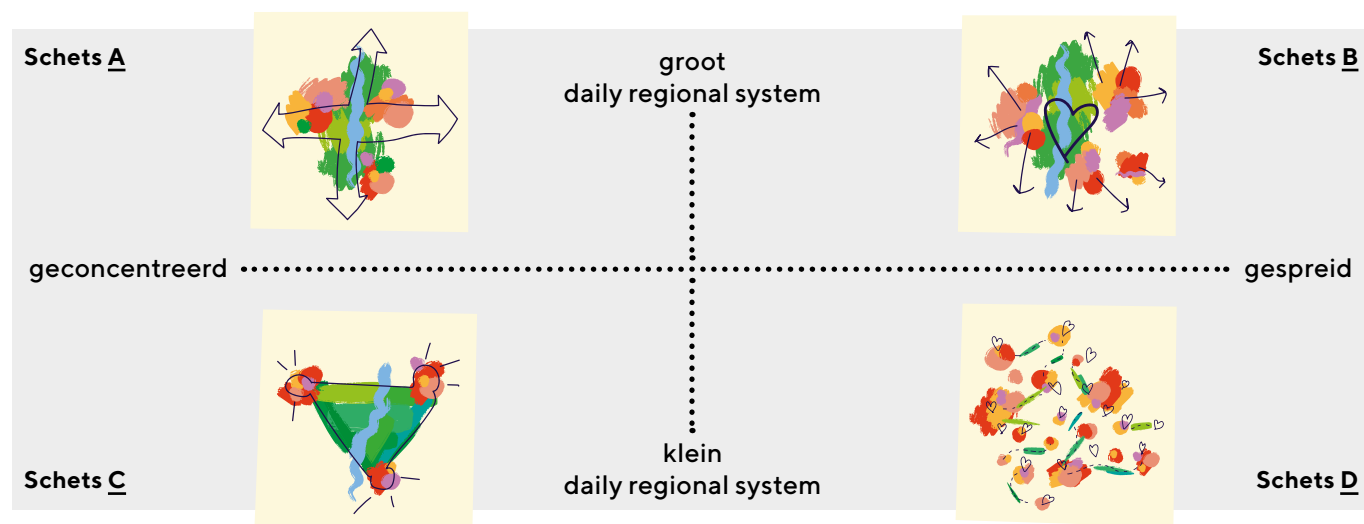 Schets A
groot
daily regional system
Schets B
geconcentreerd
gespreid
Schets C
klein
daily regional system
Schets D